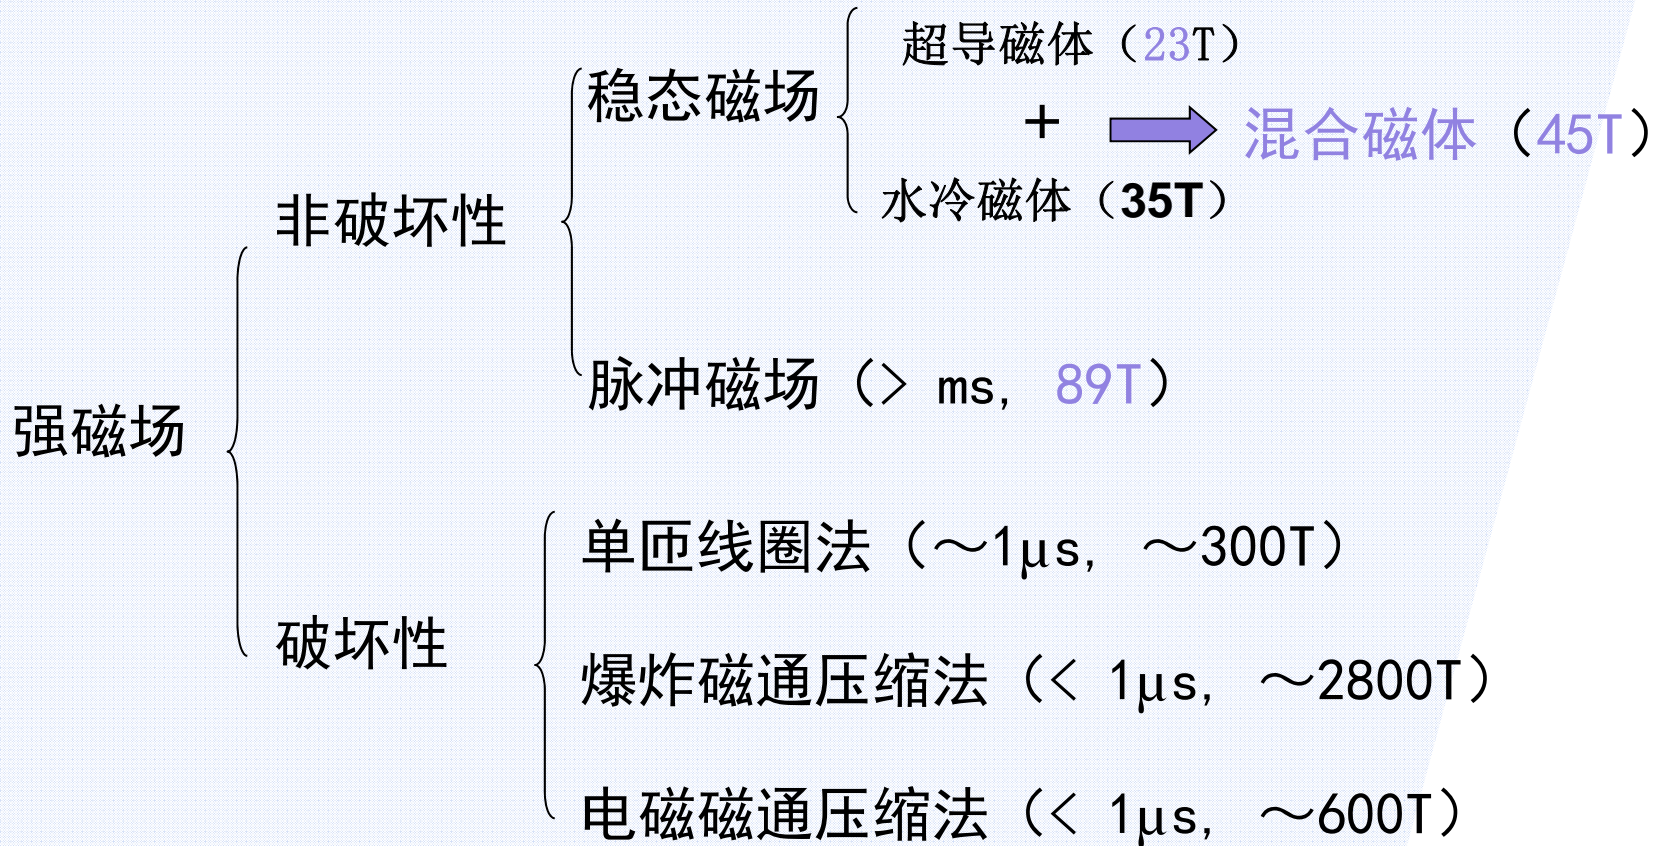 超导磁体（23T）
稳态磁场
+
混合磁体（45T）
水冷磁体（35T）
非破坏性
脉冲磁场（> ms, 89T）
强磁场
单匝线圈法（～1μs, ～300T）
破坏性
爆炸磁通压缩法（< 1μs, ～2800T）
电磁磁通压缩法（< 1μs, ～600T）